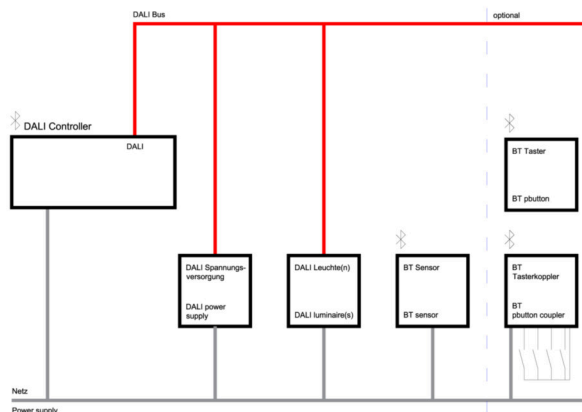 DALI Bus
optional
DALI Controller
DALI
BT Taster
BT pbutton
DALI Spannungs-
versorgung
DALI power
supply
DALI Leuchte(n)
DALI luminaire(s)
BT Sensor
BT sensor
BT
Tasterkoppler
BT
pbutton coupler
Netz
Power supply